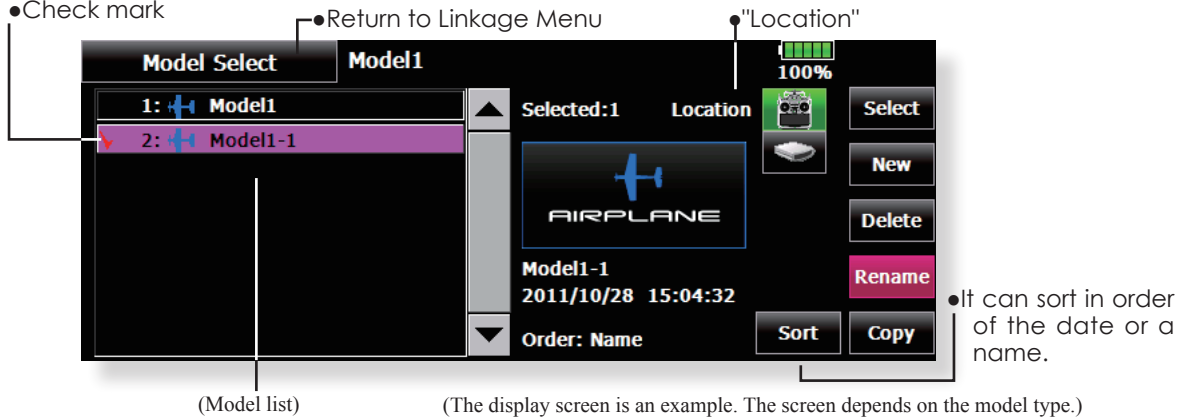 ●Check mark
●Return to Linkage Menu
●"Location"
Model Select
Model1
100%
1: Model1
2: Model1-1
Selected:1
Location
AIRPLANE
Model1-1
2011/10/28 15:04:32
Order: Name
Select
New
Delete
Rename
Sort
Copy
●It can sort in order
of the date or a
name.
(Model list)
(The display screen is an example. The screen depends on the model type.)